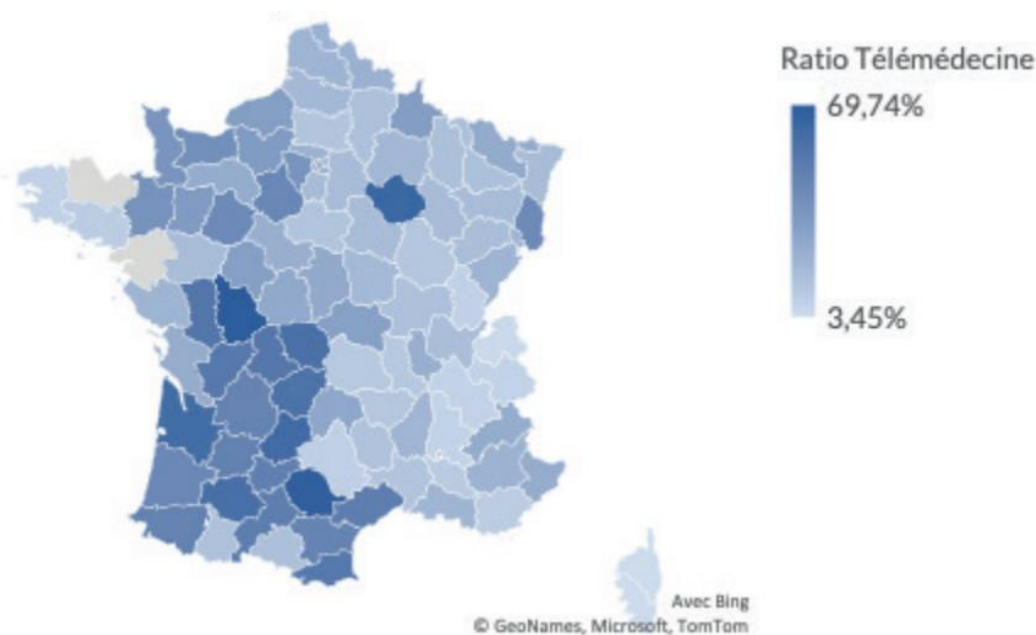 Ratio Télémédecine
69,74%
3,45%
Avec Bing
© GeoNames, Microsoft, TomTom